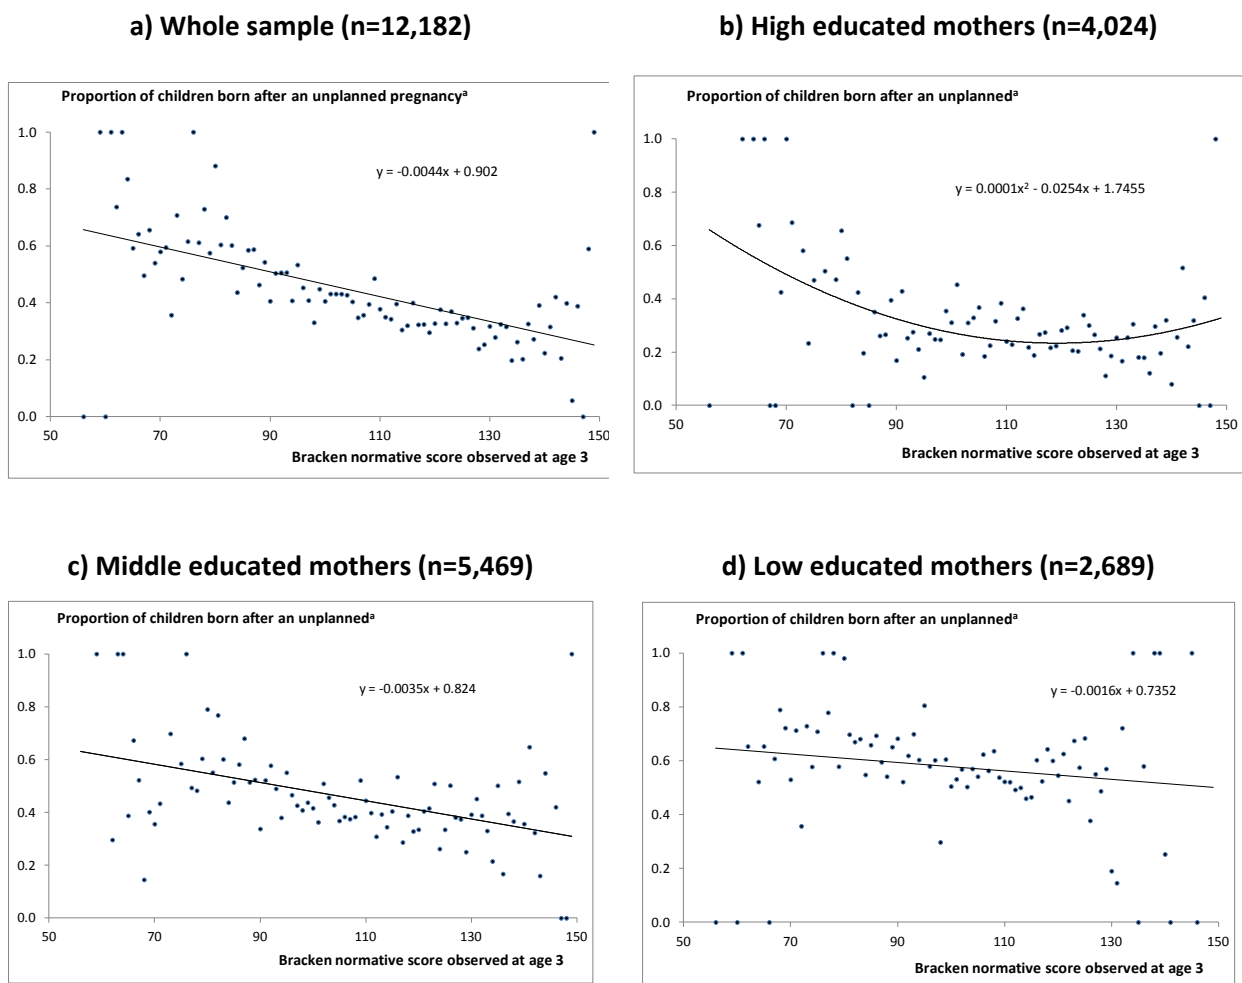 a) Whole sample (n=12,182)
Proportion of children born after an unplanned pregnancyᵃ
1.0
y = -0.0044x + 0.902
0.8
0.6
0.4
0.2
0.0
50 70 90 110 130 150
Bracken normative score observed at age 3
b) High educated mothers (n=4,024)
Proportion of children born after an unplannedᵃ
1.0
y = 0.0001x² - 0.0254x + 1.7455
0.8
0.6
0.4
0.2
0.0
50 70 90 110 130 150
Bracken normative score observed at age 3
c) Middle educated mothers (n=5,469)
Proportion of children born after an unplannedᵃ
1.0
y = -0.0035x + 0.824
0.8
0.6
0.4
0.2
0.0
50 70 90 110 130 150
Bracken normative score observed at age 3
d) Low educated mothers (n=2,689)
Proportion of children born after an unplannedᵃ
1.0
y = -0.0016x + 0.7352
0.8
0.6
0.4
0.2
0.0
50 70 90 110 130 150
Bracken normative score observed at age 3